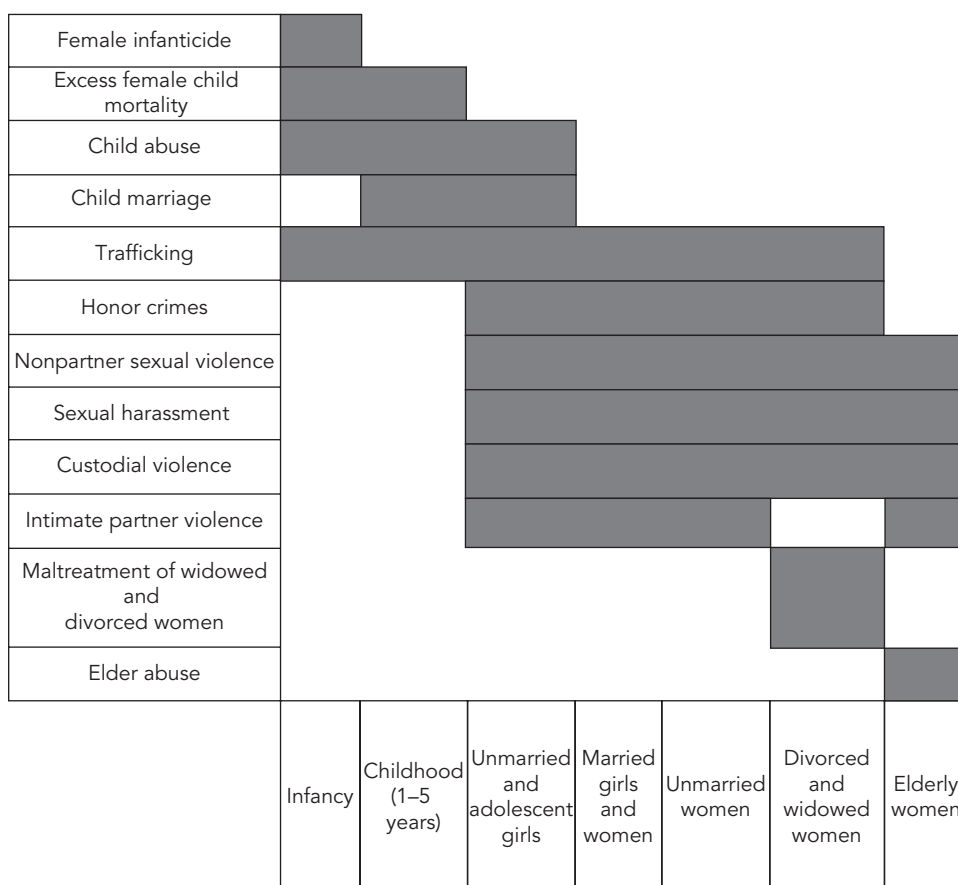 Female infanticide
Excess female child
mortality
Child abuse
Child marriage
Trafficking
Honor crimes
Nonpartner sexual violence
Sexual harassment
Custodial violence
Intimate partner violence
Maltreatment of widowed
and
divorced women
Elder abuse
Infancy
Childhood
(1–5
years)
Unmarried
and
adolescent
girls
Married
girls
and
women
Unmarried
women
Divorced
and
widowed
women
Elderly
women